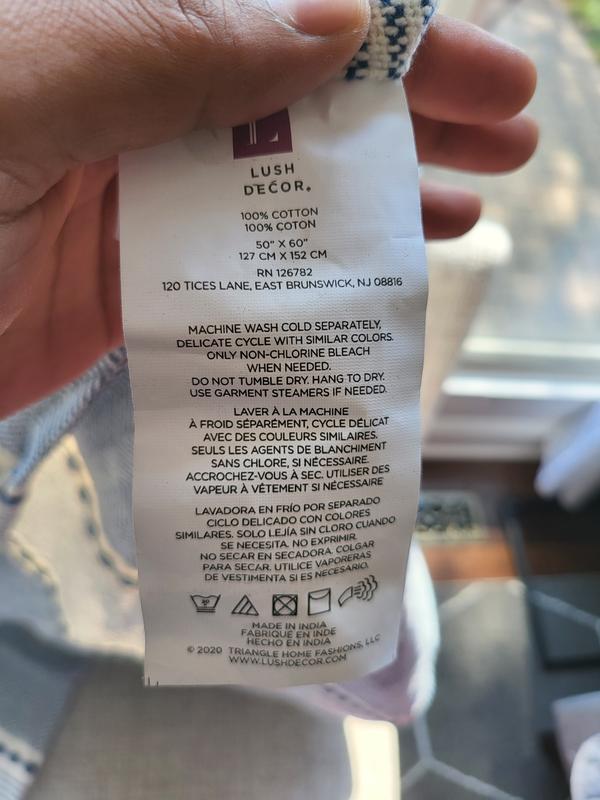 L
LUSH
DÉCOR.
100% COTTON
100% COTON
50" X 60"
127 CM X 152 CM
RN 126782
120 TICES LANE, EAST BRUNSWICK, NJ 08816
MACHINE WASH COLD SEPARATELY,
DELICATE CYCLE WITH SIMILAR COLORS.
ONLY NON-CHLORINE BLEACH
WHEN NEEDED.
DO NOT TUMBLE DRY. HANG TO DRY.
USE GARMENT STEAMERS IF NEEDED.
LAVER À LA MACHINE
À FROID SÉPARÉMENT, CYCLE DÉLICAT
AVEC DES COULEURS SIMILAIRES.
SEULS LES AGENTS DE BLANCHIMENT
SANS CHLORE, SI NÉCESSAIRE.
ACCROCHEZ-VOUS À SEC. UTILISER DES
VAPEUR À VÊTEMENT SI NÉCESSAIRE
LAVADORA EN FRÍO POR SEPARADO
CICLO DELICADO CON COLORES
SIMILARES. SOLO LEJÍA SIN CLORO CUANDO
SE NECESITA. NO EXPRIMIR.
NO SECAR EN SECADORA. COLGAR
PARA SECAR. UTILICE VAPORERAS
DE VESTIMENTA SI ES NECESARIO.
MADE IN INDIA
FABRIQUÉ EN INDE
HECHO EN INDIA
© 2020 TRIANGLE HOME FASHIONS, LLC
WWW.LUSHDECOR.COM